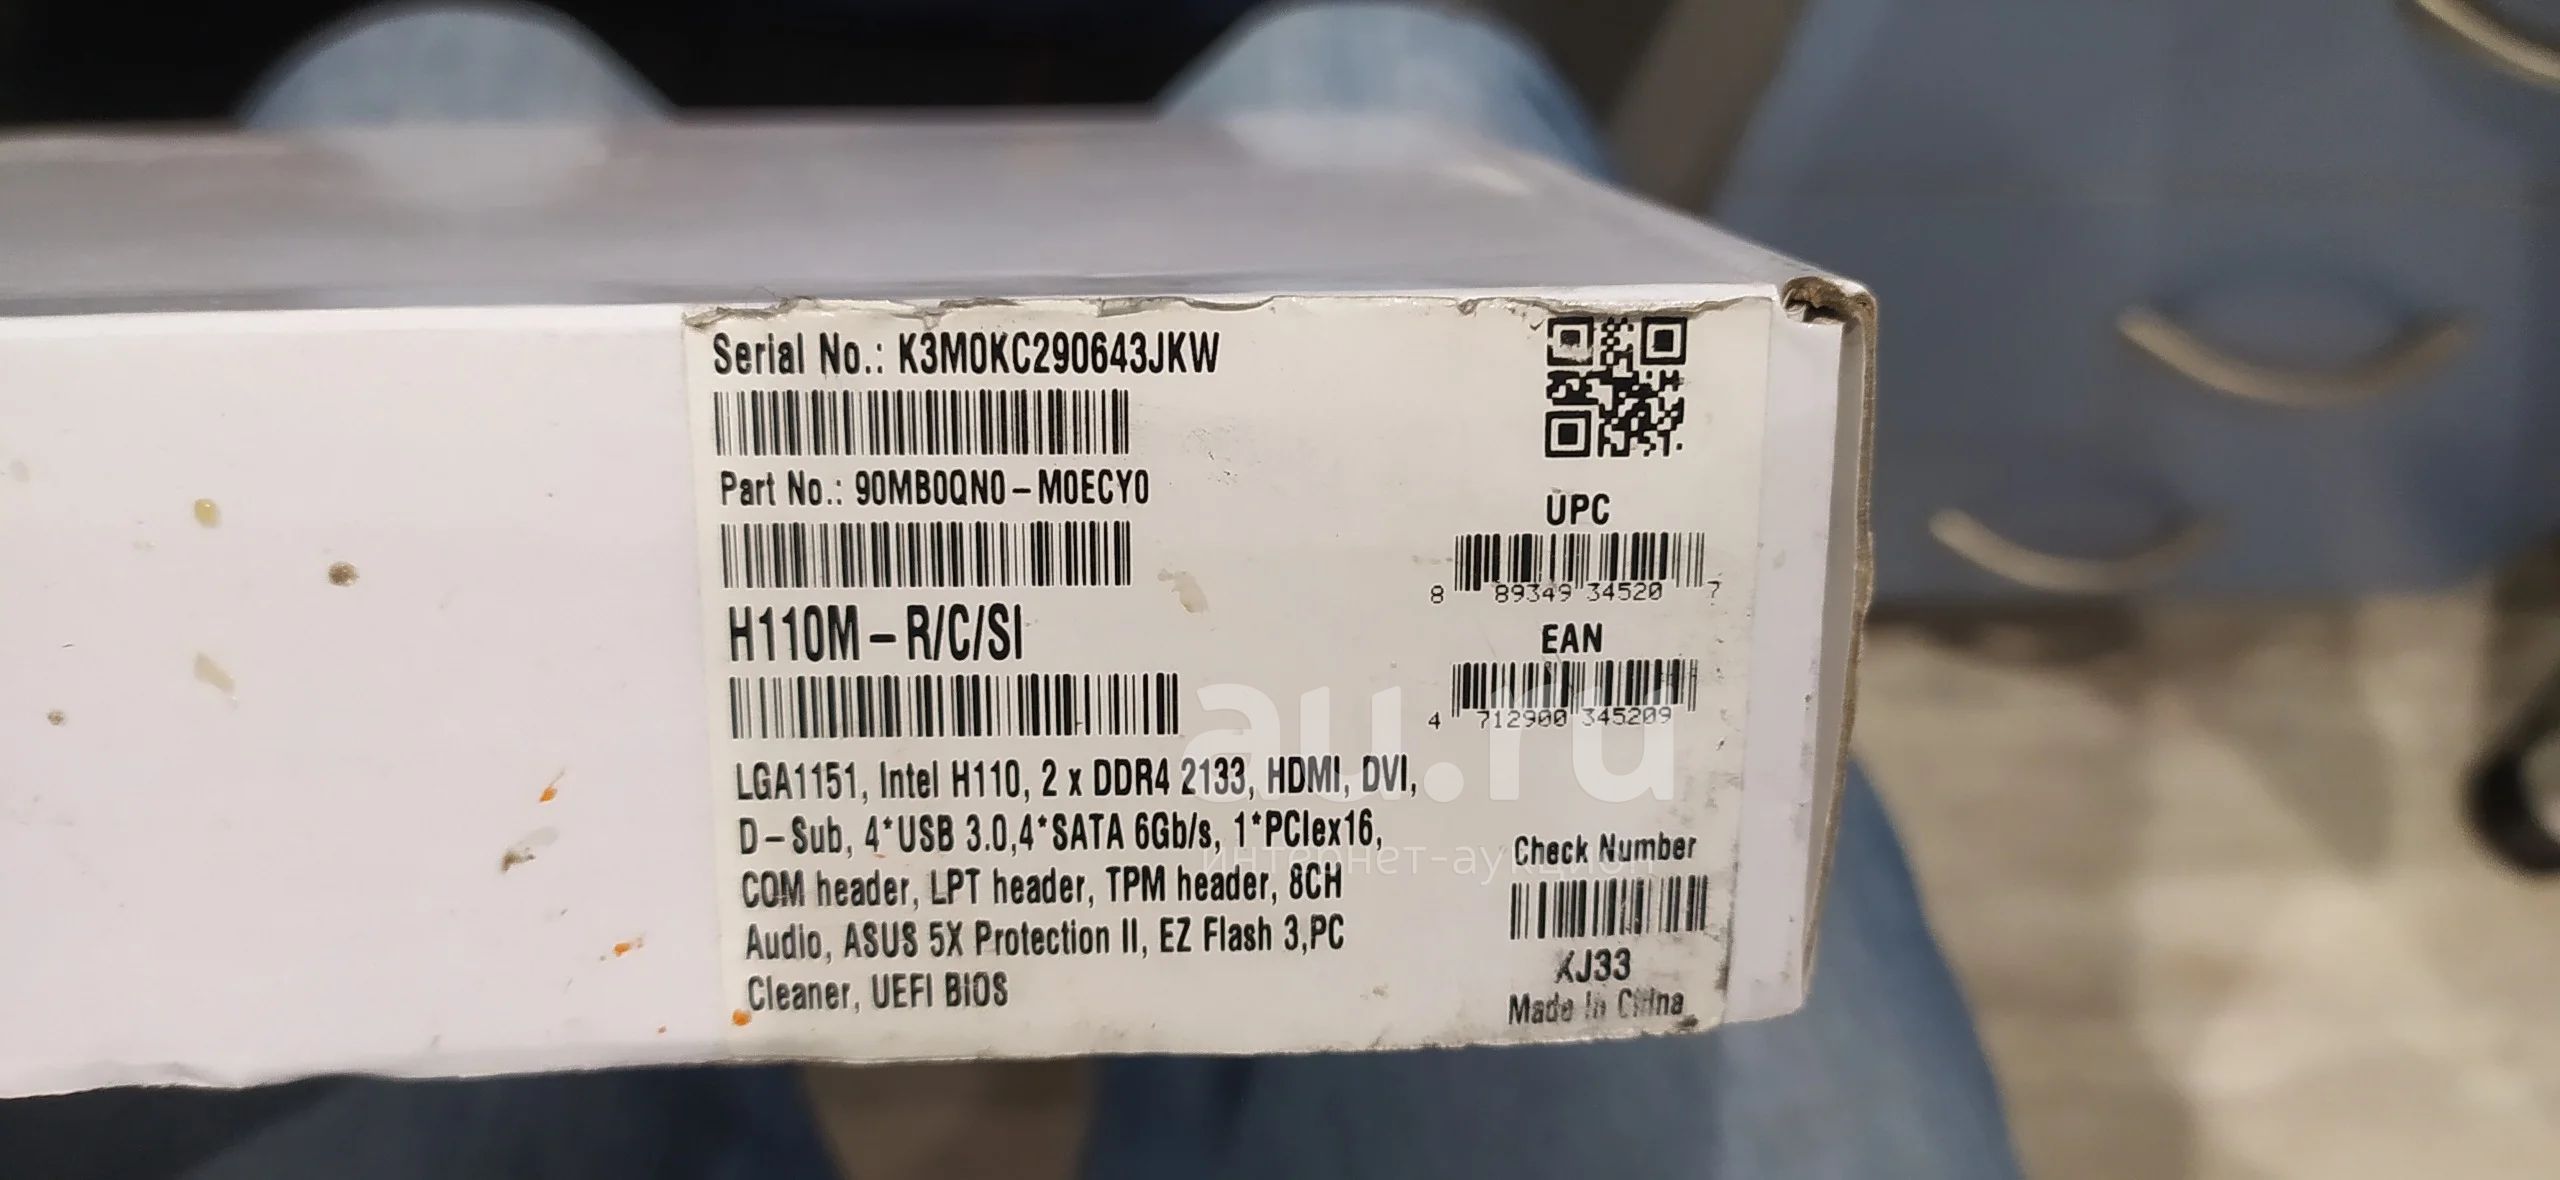 Serial No.: K3M0KC290643JKW
Part No.: 90MB0QN0-M0ECY0
H110M-R/C/SI
LGA1151, Intel H110, 2 x DDR4 2133, HDMI, DVI,
D-Sub, 4*USB 3.0,4*SATA 6Gb/s, 1*PCIex16,
COM header, LPT header, TPM header, 8CH
Audio, ASUS 5X Protection II, EZ Flash 3,PC
Cleaner, UEFI BIOS
UPC
8 89349 34520 7
EAN
4 712900 345209
Check Number
XJ33
Made in China
au.ru
интернет-аукцион